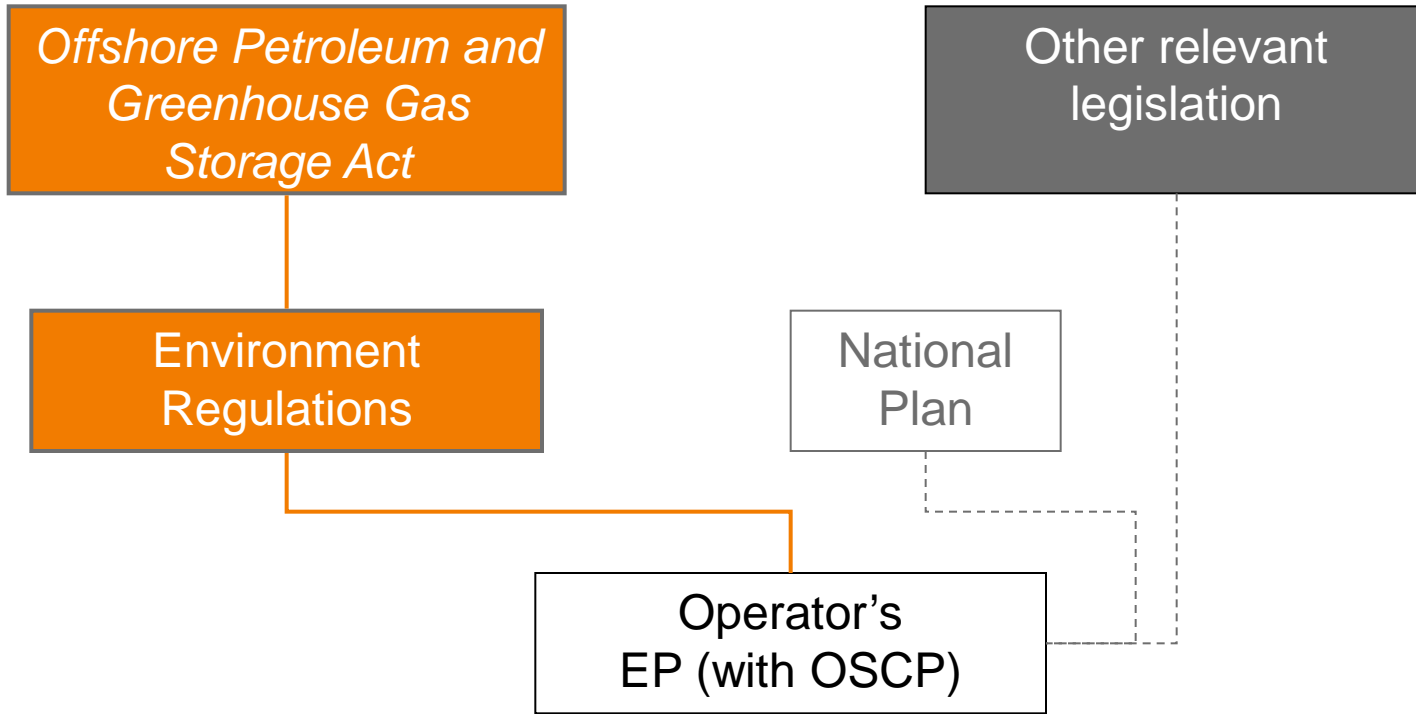 Offshore Petroleum and
Greenhouse Gas
Storage Act
Other relevant
legislation
Environment
Regulations
National
Plan
Operator’s
EP (with OSCP)